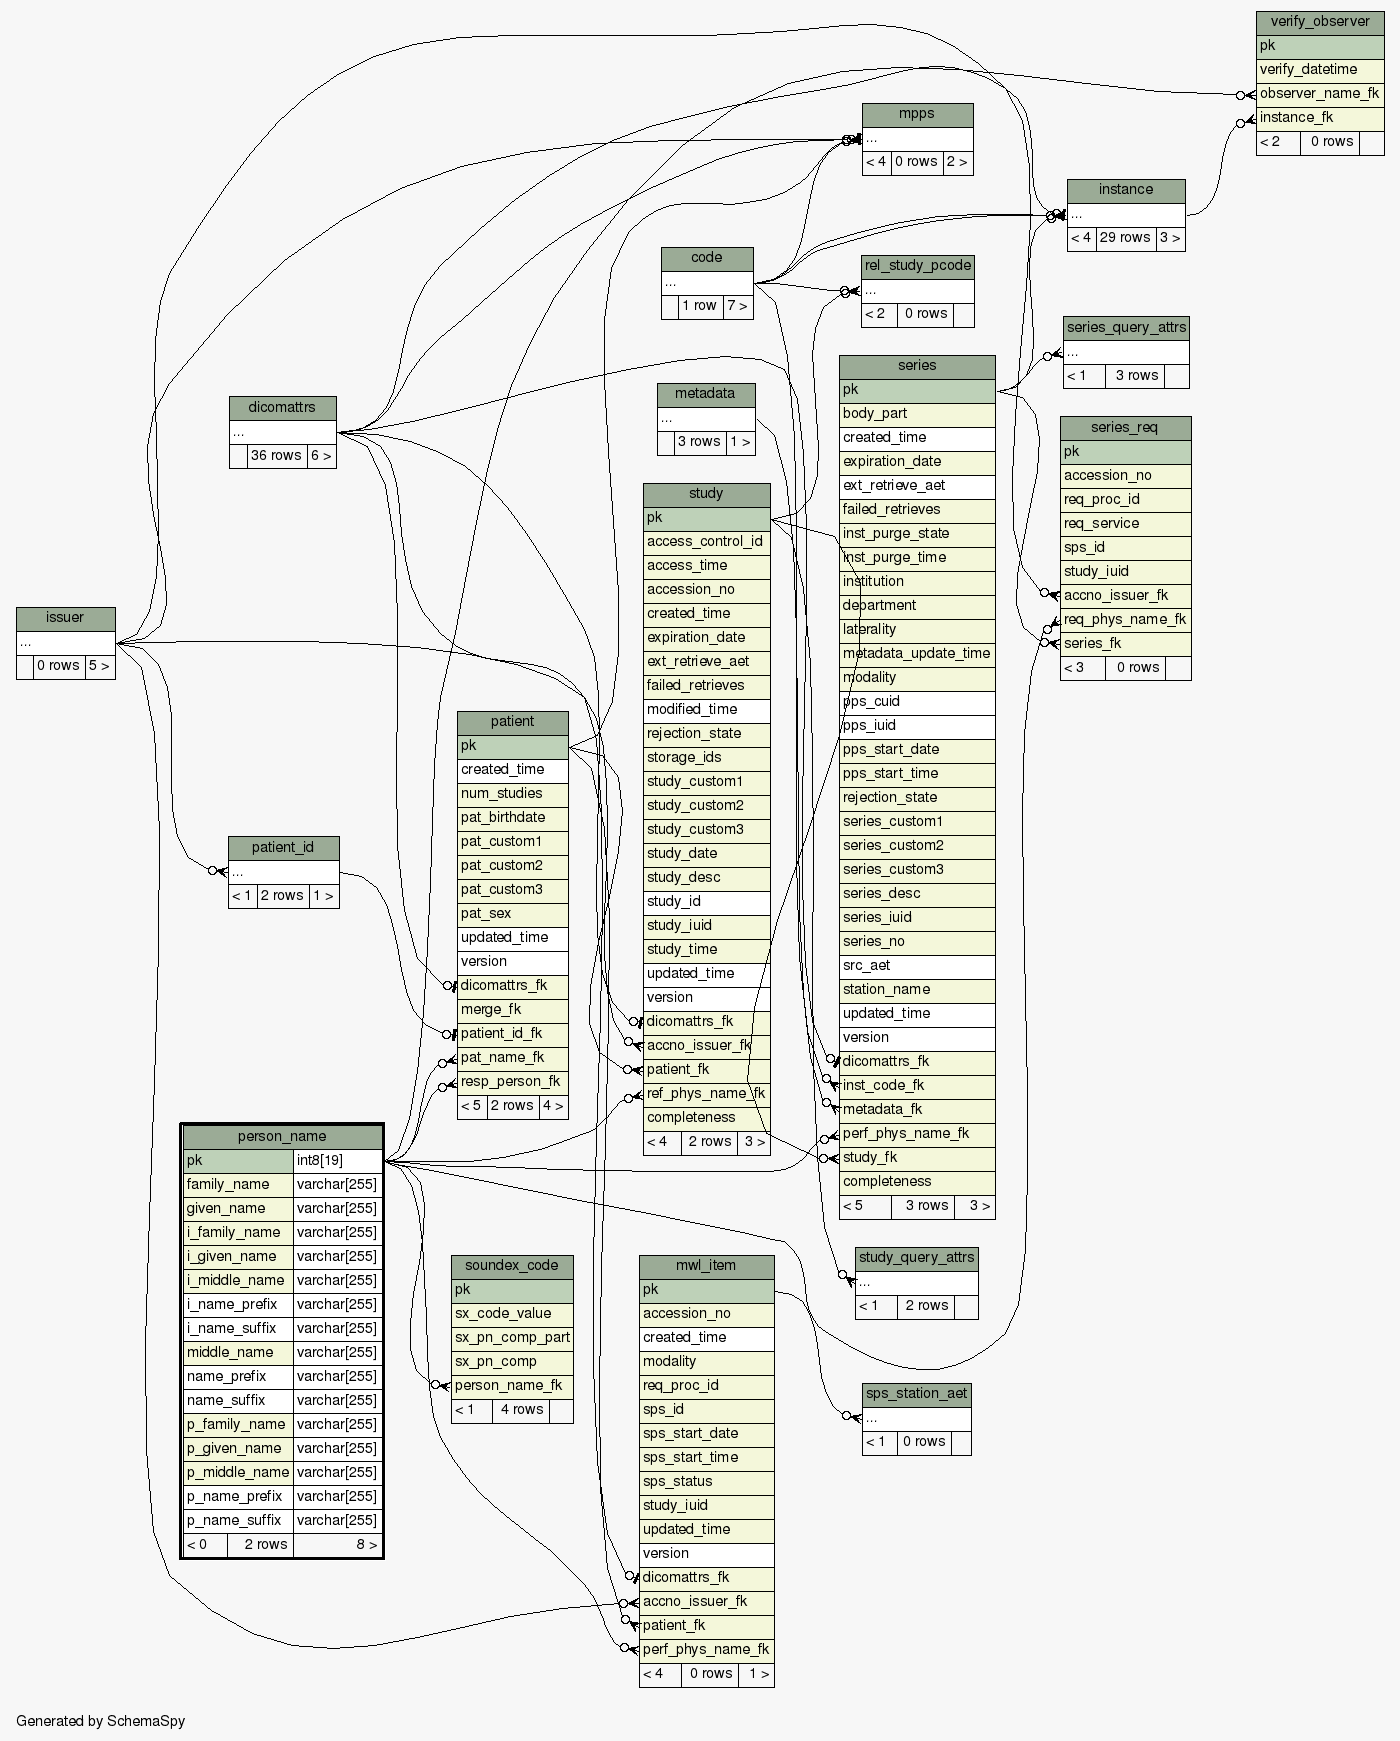 verify_observer
pk
verify_datetime
observer_name_fk
instance_fk
< 2 0 rows
mpps
...
< 4 0 rows 2 >
instance
...
< 4 29 rows 3 >
code
...
1 row 7 >
rel_study_pcode
...
< 2 0 rows
series_query_attrs
...
< 1 3 rows
series
pk
body_part
created_time
expiration_date
ext_retrieve_aet
failed_retrieves
inst_purge_state
inst_purge_time
institution
department
laterality
metadata_update_time
modality
pps_cuid
pps_iuid
pps_start_date
pps_start_time
rejection_state
series_custom1
series_custom2
series_custom3
series_desc
series_iuid
series_no
src_aet
station_name
updated_time
version
dicomattrs_fk
inst_code_fk
metadata_fk
perf_phys_name_fk
study_fk
completeness
< 5 3 rows 3 >
metadata
...
3 rows 1 >
dicomattrs
...
36 rows 6 >
series_req
pk
accession_no
req_proc_id
req_service
sps_id
study_iuid
accno_issuer_fk
req_phys_name_fk
series_fk
< 3 0 rows
study
pk
access_control_id
access_time
accession_no
created_time
expiration_date
ext_retrieve_aet
failed_retrieves
modified_time
rejection_state
storage_ids
study_custom1
study_custom2
study_custom3
study_date
study_desc
study_id
study_iuid
study_time
updated_time
version
dicomattrs_fk
accno_issuer_fk
patient_fk
ref_phys_name_fk
completeness
< 4 2 rows 3 >
issuer
...
0 rows 5 >
patient
pk
created_time
num_studies
pat_birthdate
pat_custom1
pat_custom2
pat_custom3
pat_sex
updated_time
version
dicomattrs_fk
merge_fk
patient_id_fk
pat_name_fk
resp_person_fk
< 5 2 rows 4 >
patient_id
...
< 1 2 rows 1 >
person_name
pk int8[19]
family_name varchar[255]
given_name varchar[255]
i_family_name varchar[255]
i_given_name varchar[255]
i_middle_name varchar[255]
i_name_prefix varchar[255]
i_name_suffix varchar[255]
middle_name varchar[255]
name_prefix varchar[255]
name_suffix varchar[255]
p_family_name varchar[255]
p_given_name varchar[255]
p_middle_name varchar[255]
p_name_prefix varchar[255]
p_name_suffix varchar[255]
< 0 2 rows 8 >
soundex_code
pk
sx_code_value
sx_pn_comp_part
sx_pn_comp
person_name_fk
< 1 4 rows
mwl_item
pk
accession_no
created_time
modality
req_proc_id
sps_id
sps_start_date
sps_start_time
sps_status
study_iuid
updated_time
version
dicomattrs_fk
accno_issuer_fk
patient_fk
perf_phys_name_fk
< 4 0 rows 1 >
study_query_attrs
...
< 1 2 rows
sps_station_aet
...
< 1 0 rows
Generated by SchemaSpy